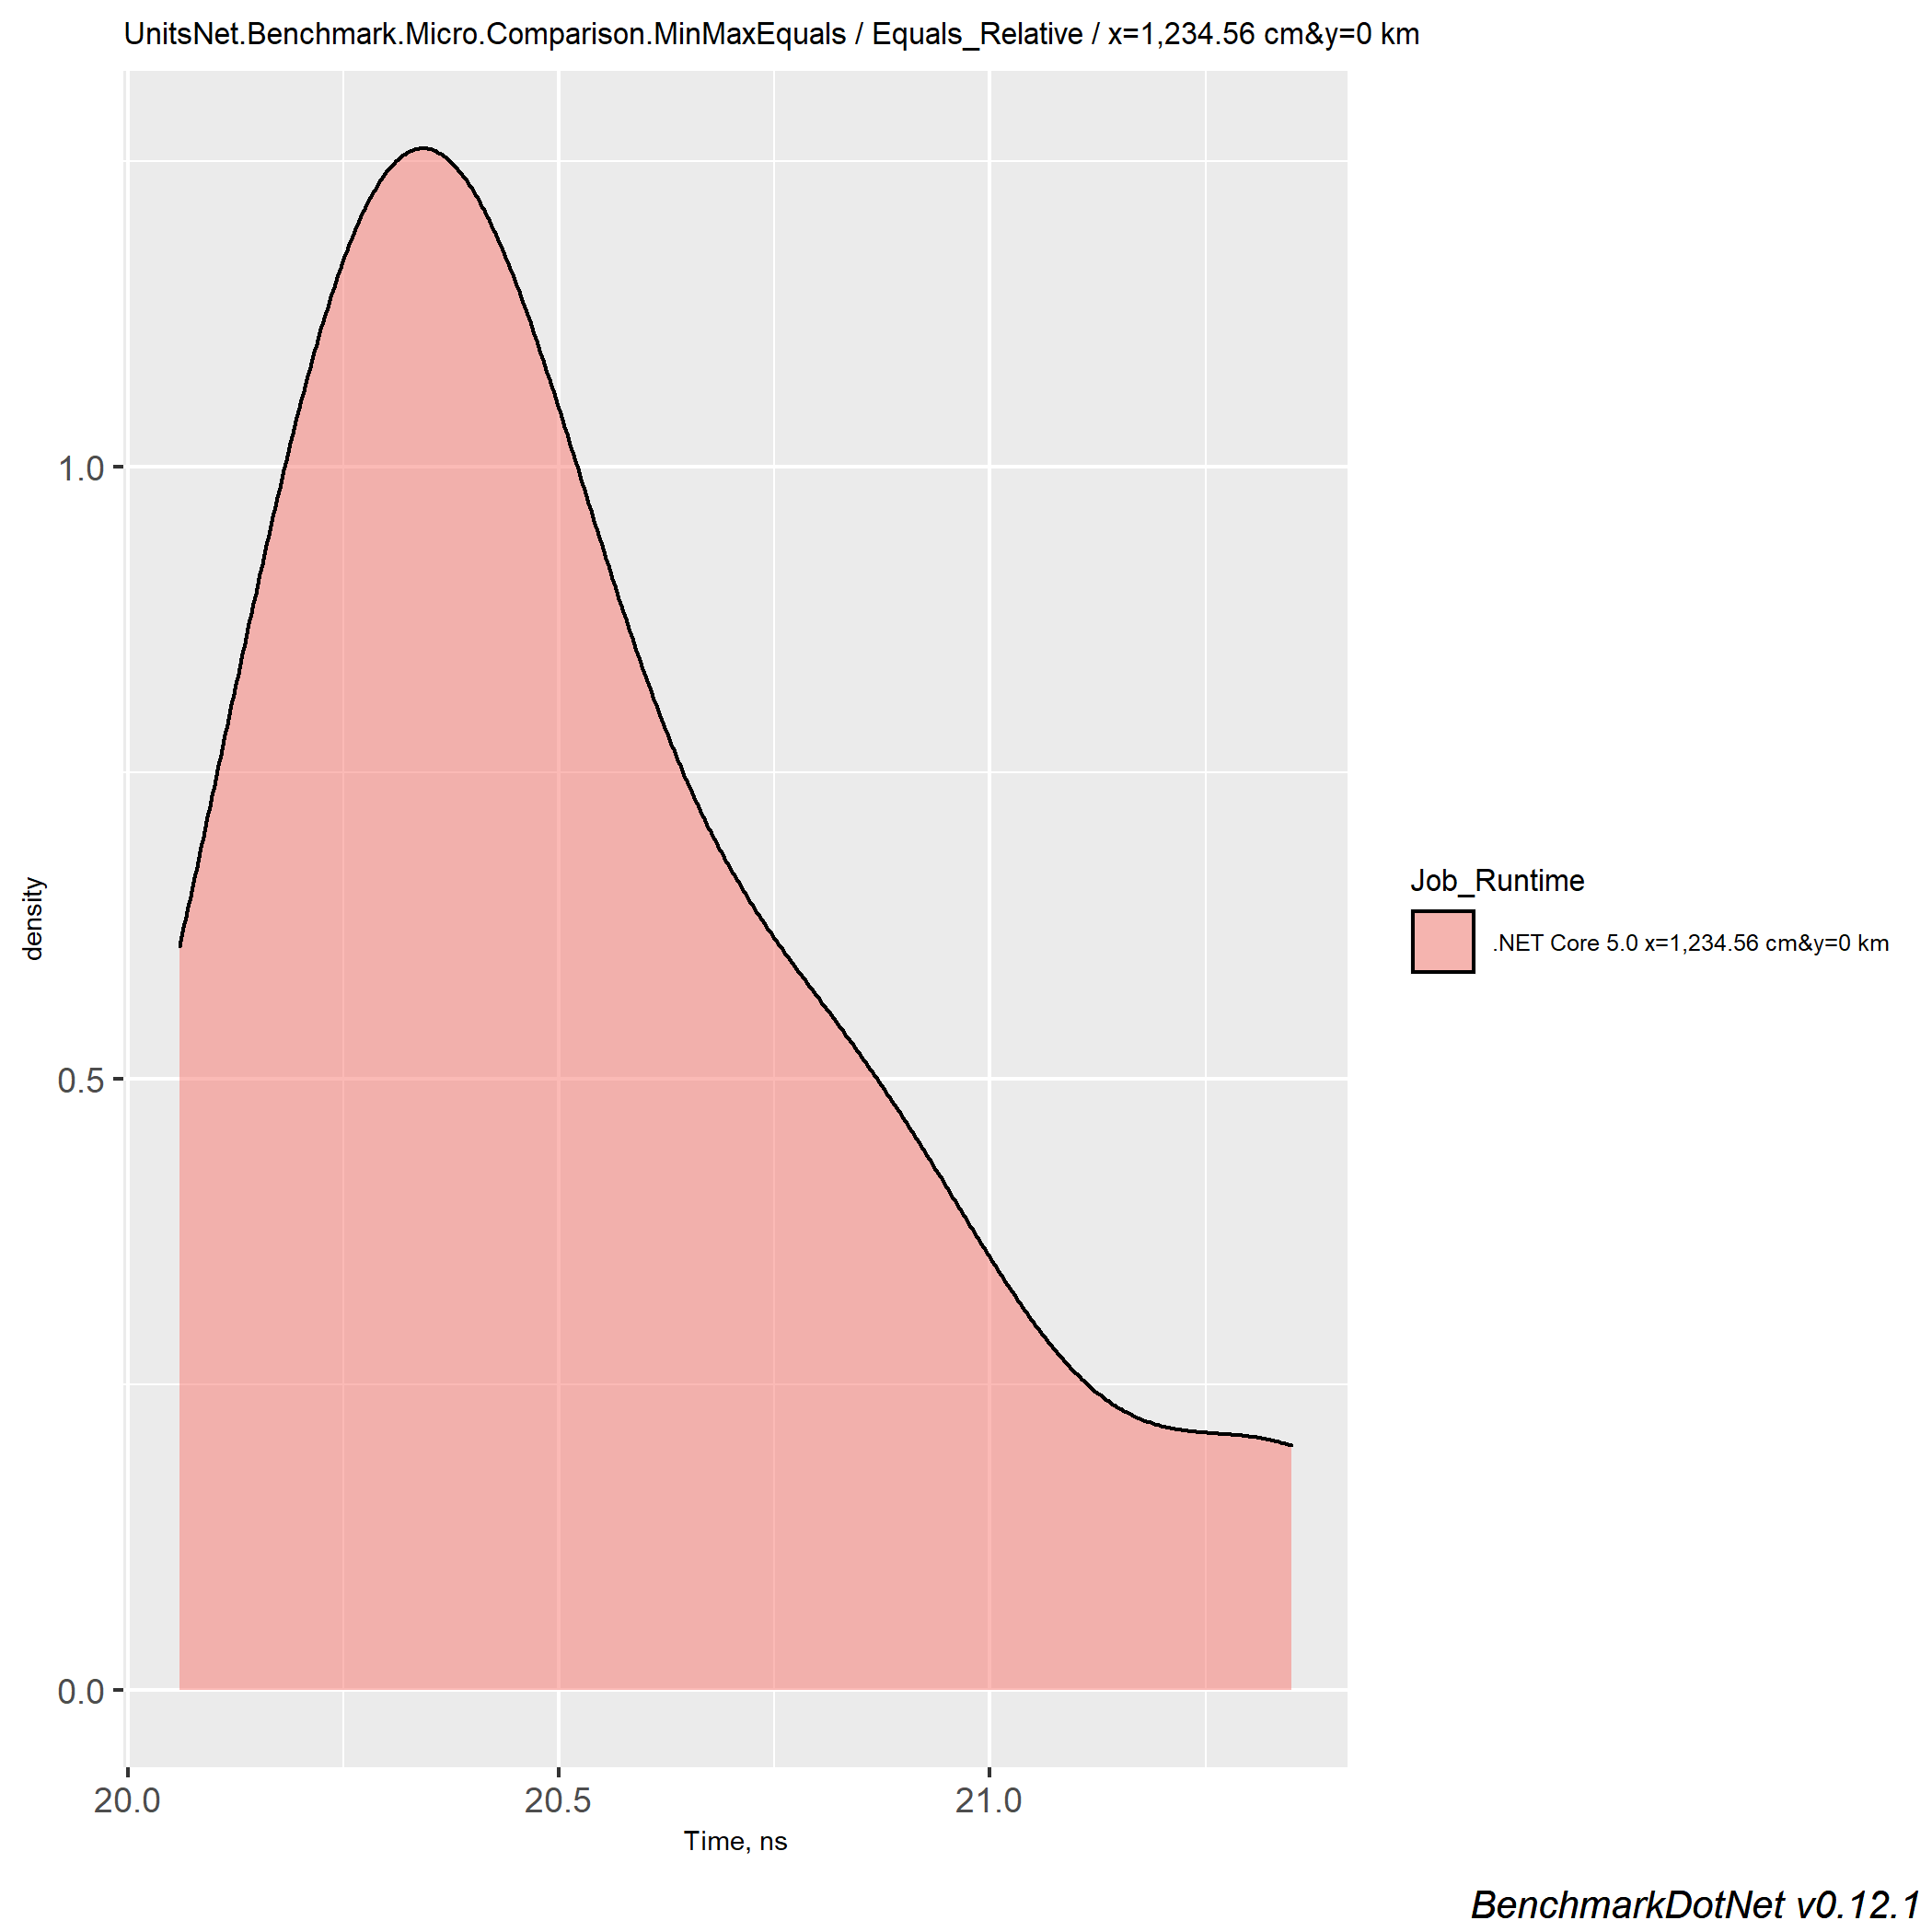 UnitsNet.Benchmark.Micro.Comparison.MinMaxEquals / Equals_Relative / x=1,234.56 cm&y=0 km
1.0
0.5
0.0
density
20.0 20.5 21.0
Time, ns
Job_Runtime
.NET Core 5.0 x=1,234.56 cm&y=0 km
BenchmarkDotNet v0.12.1